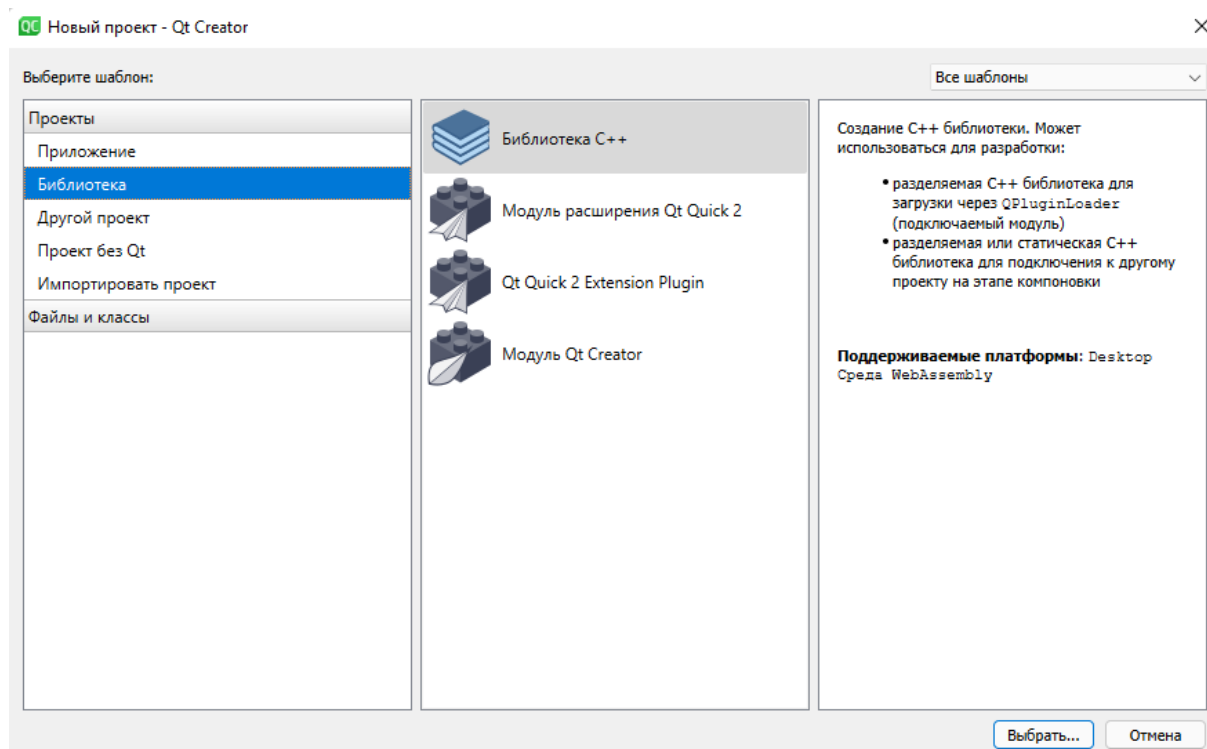 QC Новый проект - Qt Creator
Выберите шаблон:
Все шаблоны
Проекты
Приложение
Библиотека
Другой проект
Проект без Qt
Импортировать проект
Файлы и классы
Библиотека C++
Модуль расширения Qt Quick 2
Qt Quick 2 Extension Plugin
Модуль Qt Creator
Создание C++ библиотеки. Может
использоваться для разработки:
• разделяемая C++ библиотека для
загрузки через QPluginLoader
(подключаемый модуль)
• разделяемая или статическая C++
библиотека для подключения к другому
проекту на этапе компоновки
Поддерживаемые платформы: Desktop
Среда WebAssembly
Выбрать...
Отмена